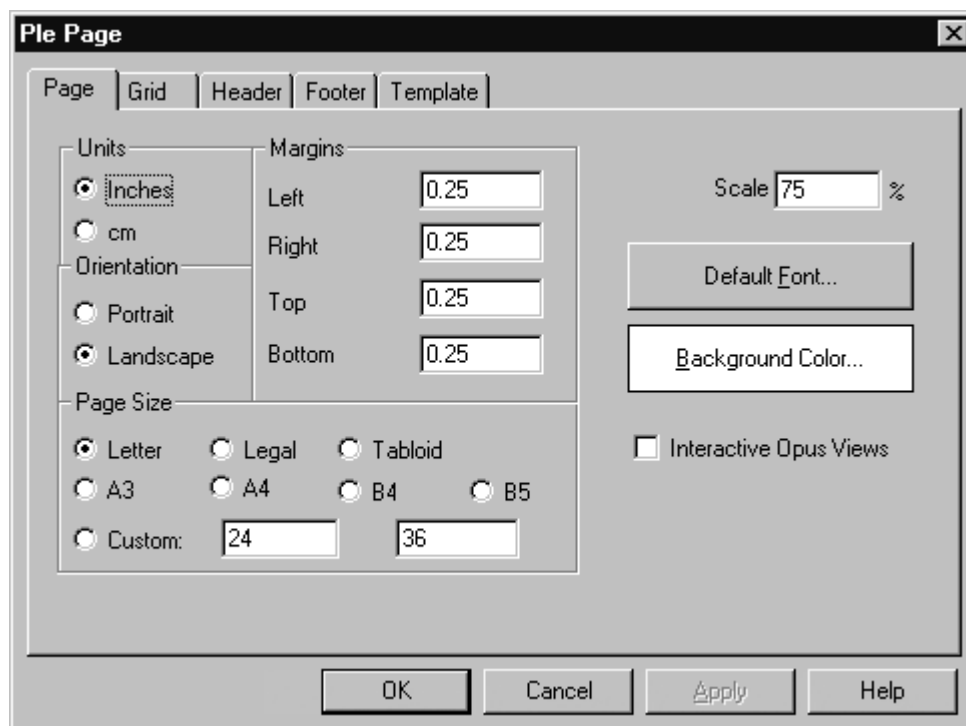 Ple Page
Page Grid Header Footer Template
Units
Inches
cm
Orientation
Portrait
Landscape
Margins
Left 0.25
Right 0.25
Top 0.25
Bottom 0.25
Scale 75 %
Default Font...
Background Color...
Interactive Opus Views
Page Size
Letter Legal Tabloid
A3 A4 B4 B5
Custom: 24 36
OK Cancel Apply Help